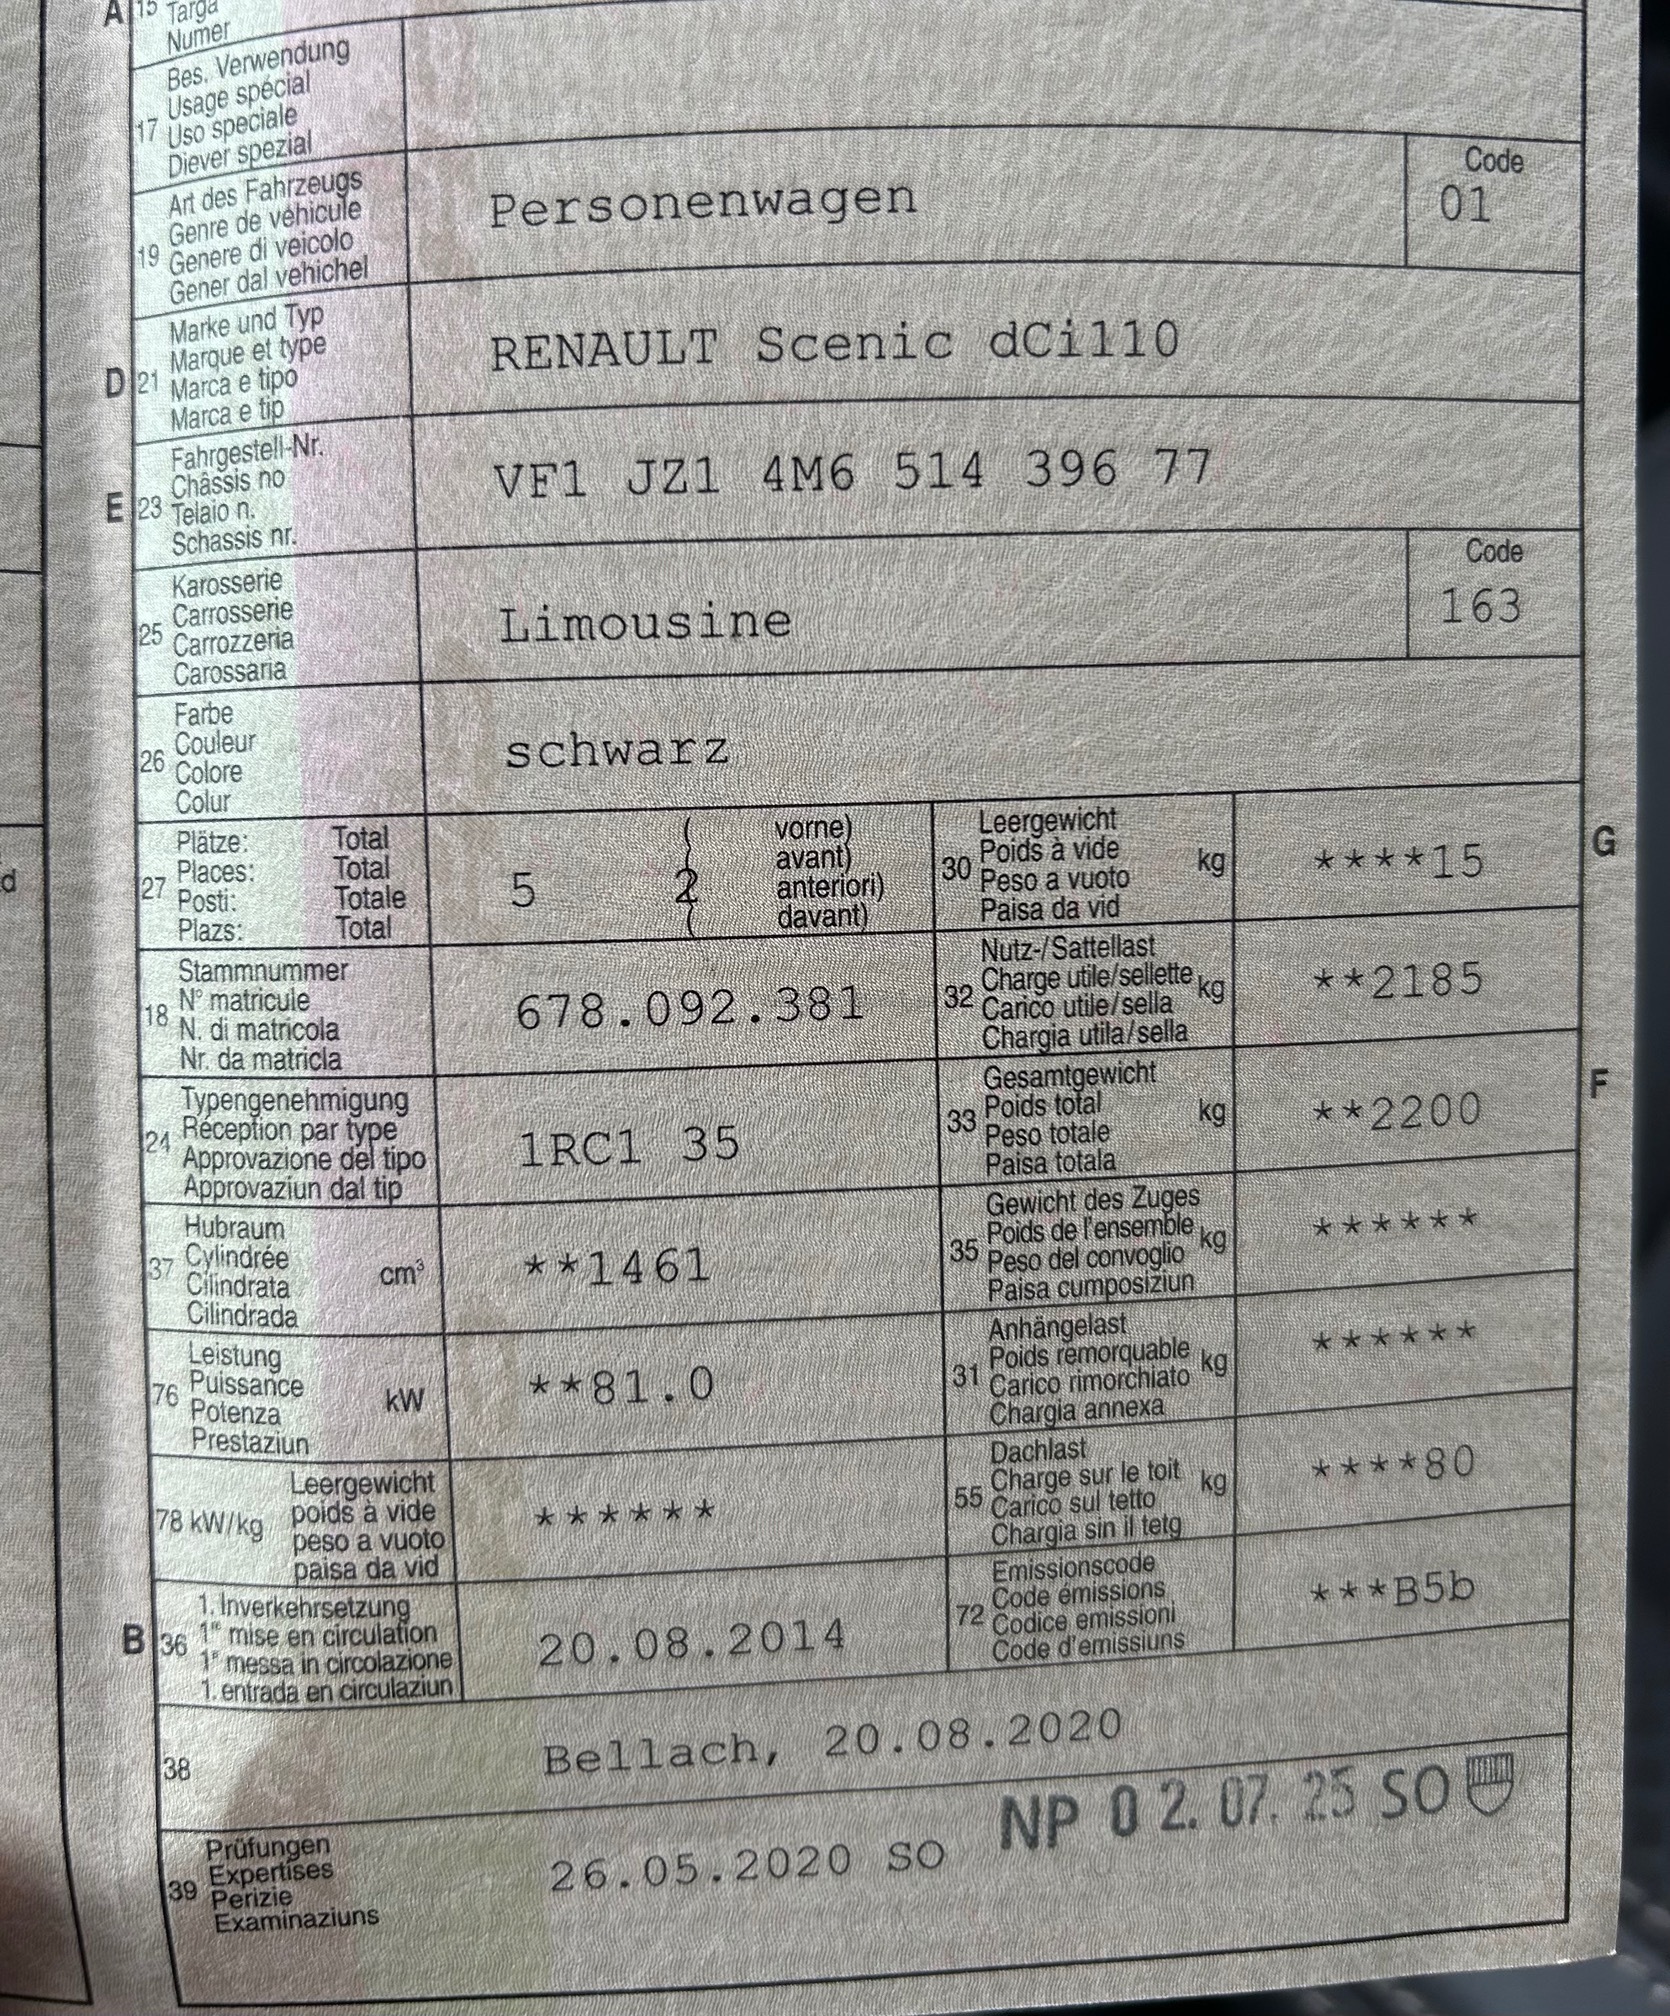 A 15 Targa
Numer
17 Bes. Verwendung
Usage spécial
Uso speciale
Diever spezial
19 Art des Fahrzeugs
Genre de véhicule
Genere di veicolo
Gener dal vehichel
Personenwagen
Code
01
D 21 Marke und Typ
Marque et type
Marca e tipo
Marca e tip
RENAULT Scenic dCi110
E 23 Fahrgestell-Nr.
Châssis no
Telaio n.
Schassis nr.
VF1 JZ1 4M6 514 396 77
25 Karosserie
Carrosserie
Carrozzeria
Carossaria
Limousine
Code
163
26 Farbe
Couleur
Colore
Colur
schwarz
27 Plätze: Total
Places: Total
Posti: Totale
Plazs: Total
5 2
( vorne)
avant)
anteriori)
( davant)
30 Leergewicht
Poids à vide
Peso a vuoto
Paisa da vid
kg
****15
G
18 Stammnummer
N° matricule
N. di matricola
Nr. da matricla
678.092.381
32 Nutz-/Sattellast
Charge utile/sellette
Carico utile/sella
Chargia utila/sella
kg
**2185
24 Typengenehmigung
Réception par type
Approvazione del tipo
Approvaziun dal tip
1RC1 35
33 Gesamtgewicht
Poids total
Peso totale
Paisa totala
kg
**2200
F
37 Hubraum
Cylindrée
Cilindrata
Cilindrada
cm³
**1461
35 Gewicht des Zuges
Poids de l'ensemble
Peso del convoglio
Paisa cumposiziun
kg
******
76 Leistung
Puissance
Potenza
Prestaziun
kW
**81.0
31 Anhängelast
Poids remorquable
Carico rimorchiato
Chargia annexa
kg
******
78 kW/kg
Leergewicht
poids à vide
peso a vuoto
paisa da vid
******
55 Dachlast
Charge sur le toit
Carico sul tetto
Chargia sin il tetg
kg
****80
B 36 1. Inverkehrsetzung
1re mise en circulation
1a messa in circolazione
1. entrada en circulaziun
20.08.2014
72 Emissionscode
Code émissions
Codice emissioni
Code d'emissiuns
***B5b
38 Bellach, 20.08.2020
39 Prüfungen
Expertises
Perizie
Examinaziuns
26.05.2020 SO
NP 0 2. 07. 25 SO
d